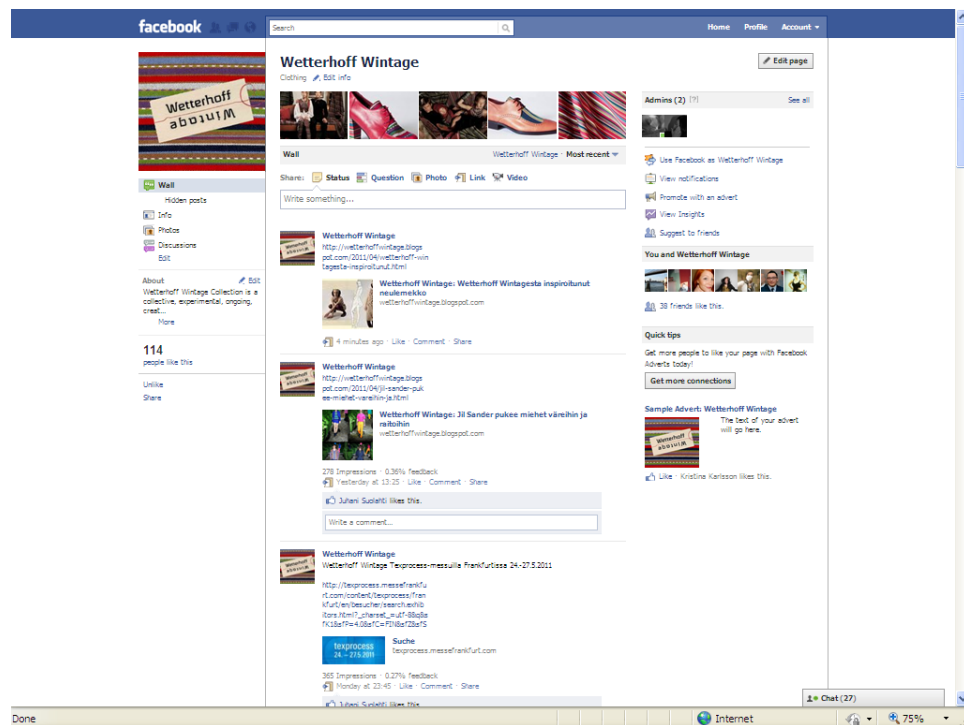 facebook
Search
Home Profile Account
Wetterhoff
Wintage
Wetterhoff Wintage
Clothing Edit info
Edit page
Admins (2) [?] See all
Wall Wetterhoff Wintage · Most recent
Share: Status Question Photo Link Video
Write something...
Wall
Hidden posts
Info
Photos
Discussions
Edit
About Edit
Wetterhoff Wintage Collection is a
collective, experimental, ongoing,
creat...
More
114
people like this
Unlike
Share
Wetterhoff Wintage
http://wetterhoffwintage.blogs
pot.com/2011/04/wetterhoff-win
tagesta-inspiroitunut.html
Wetterhoff Wintage: Wetterhoff Wintagesta inspiroitunut
neulemekko
wetterhoffwintage.blogspot.com
4 minutes ago · Like · Comment · Share
Wetterhoff Wintage
http://wetterhoffwintage.blogs
pot.com/2011/04/jil-sander-puk
ee-miehet-vareihin-ja.html
Wetterhoff Wintage: Jil Sander pukee miehet väreihin ja
raitoihin
wetterhoffwintage.blogspot.com
278 Impressions · 0.36% feedback
Yesterday at 13:25 · Like · Comment · Share
Juhani Suolahti likes this.
Write a comment...
Wetterhoff Wintage
Wetterhoff Wintage Texprocess-messuilla Frankfurtissa 24.-27.5.2011
http://texprocess.messefrankfu
rt.com/content/texprocess/fran
kfurt/en/besucher/search.exhib
itors.html?_charset_=utf-8
texprocess
24. – 27.5.2011
Suche
texprocess.messefrankfurt.com
365 Impressions · 0.27% feedback
Monday at 23:45 · Like · Comment · Share
Juhani Suolahti likes this.
Use Facebook as Wetterhoff Wintage
View notifications
Promote with an advert
View Insights
Suggest to friends
You and Wetterhoff Wintage
38 friends like this.
Quick tips
Get more people to like your page with Facebook
Adverts today!
Get more connections
Sample Advert: Wetterhoff Wintage
The text of your advert
will go here.
Like · Kristina Karlsson likes this.
Chat (27)
Done
Internet
75%